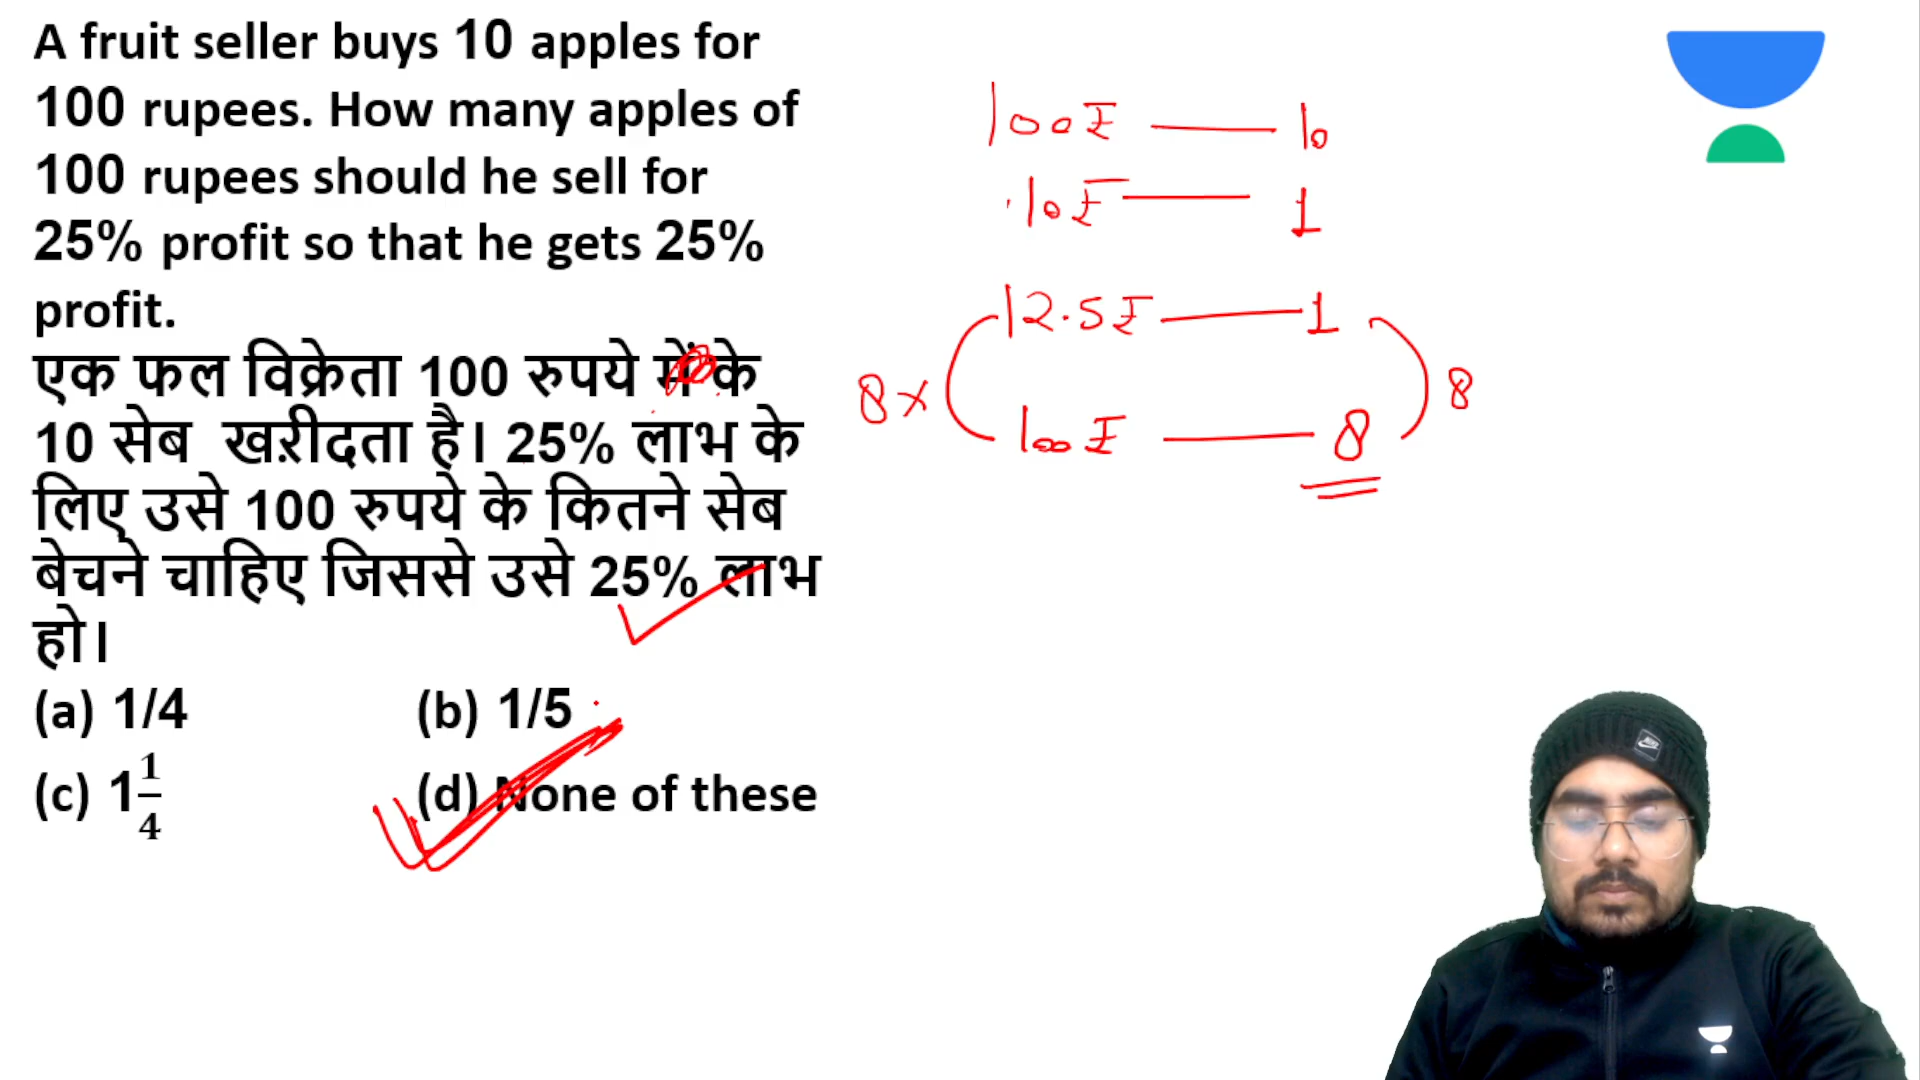 A fruit seller buys 10 apples for
100 rupees. How many apples of
100 rupees should he sell for
25% profit so that he gets 25%
profit.
एक फल विक्रेता 100 रुपये में के
10 सेब खऱीदता है। 25% लाभ के
लिए उसे 100 रुपये के कितने सेब
बेचने चाहिए जिससे उसे 25% लाभ
हो।
(a) 1/4 (b) 1/5
(c) 1 1/4 (d) None of these
100₹ — 10
10₹ — 1
12.5₹ — 1
8× 8
100₹ — 8